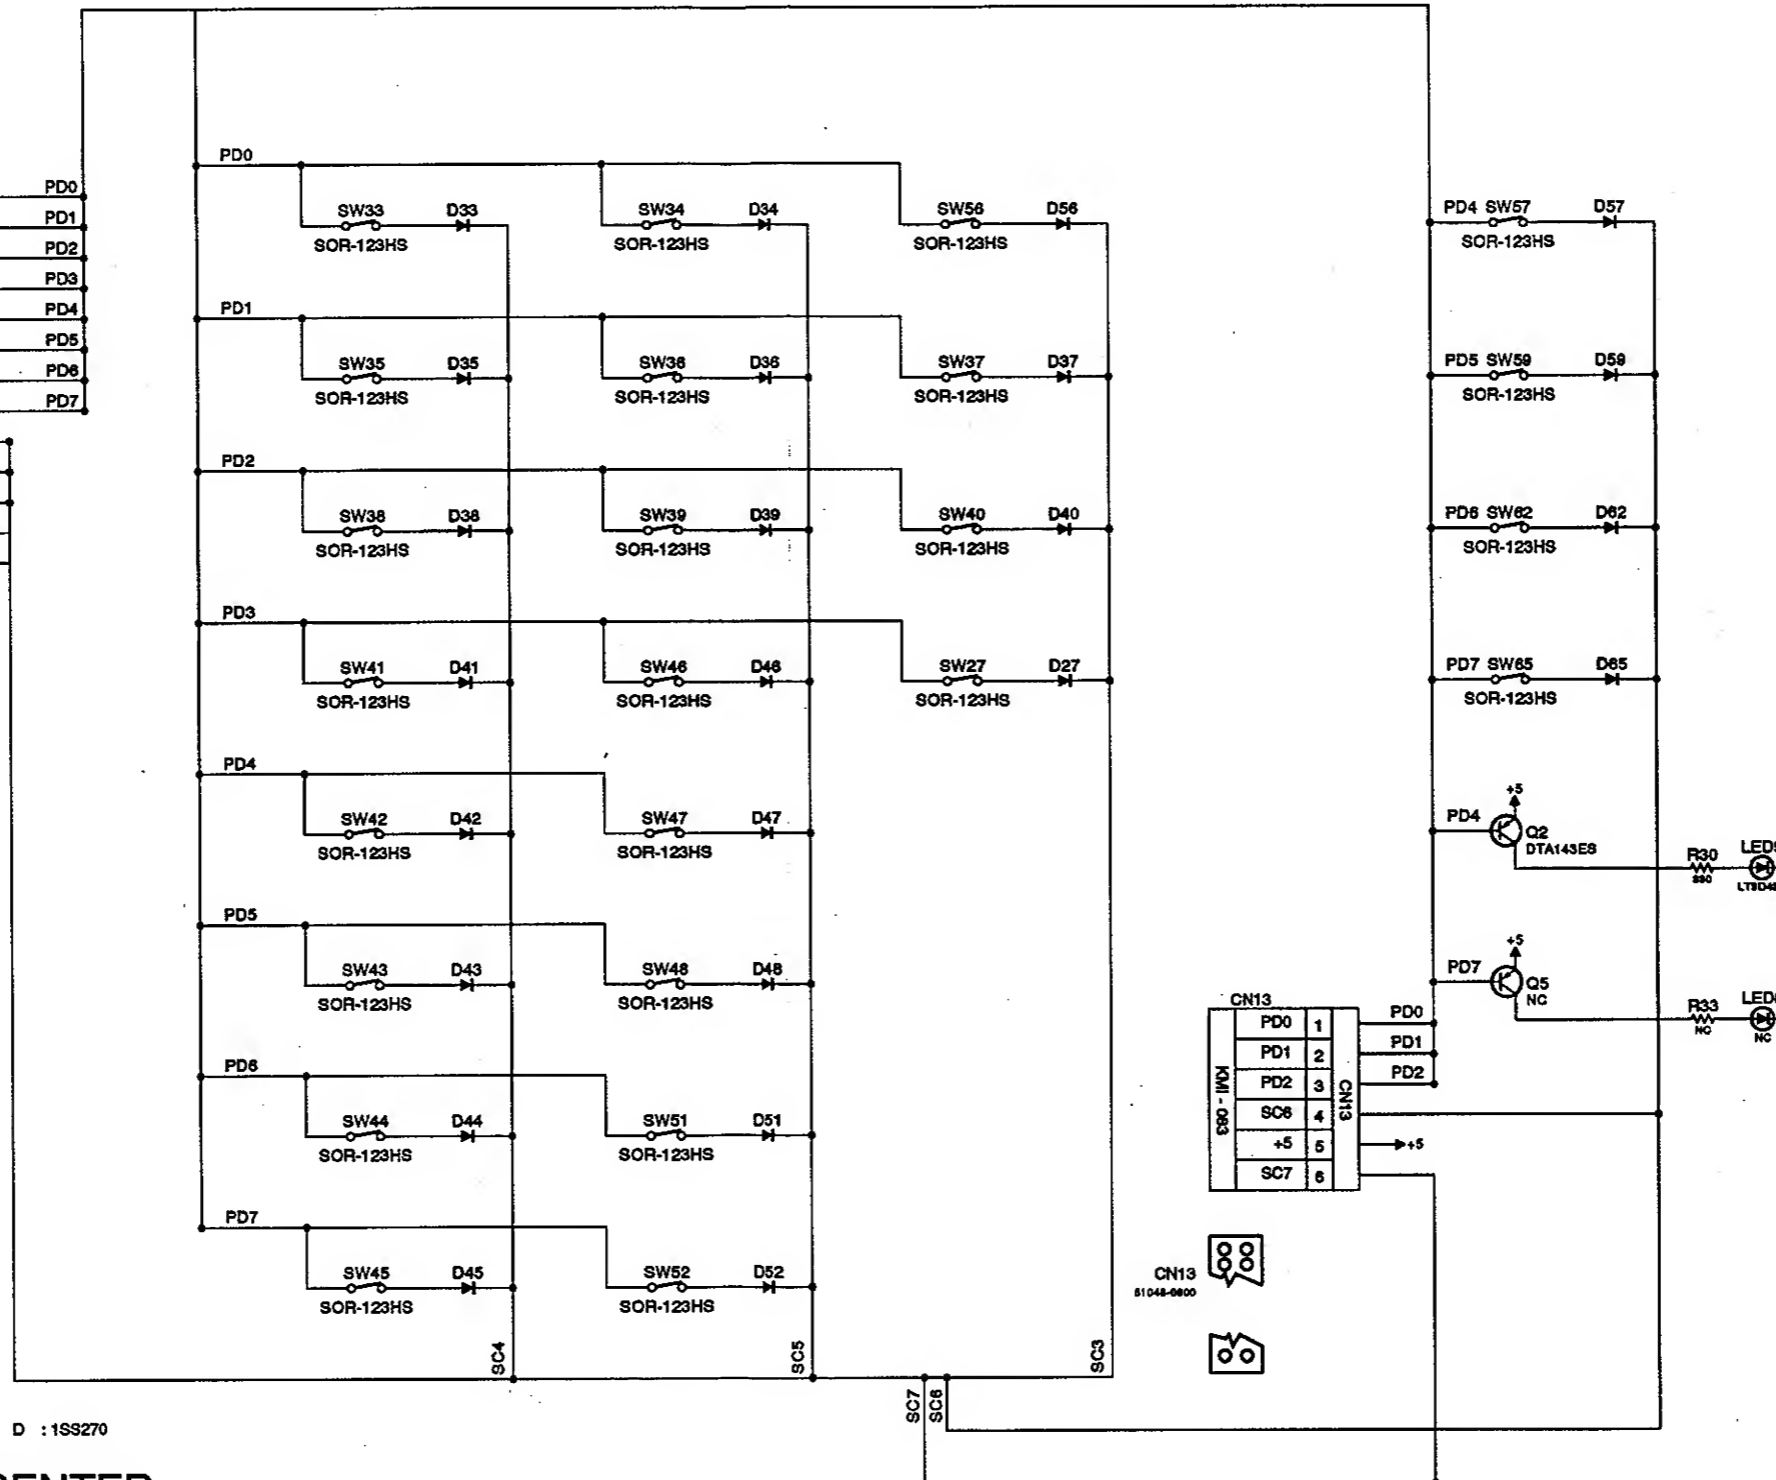 PD0
PD1
PD2
PD3
PD4
PD5
PD6
PD7
PD0
SW33 D33
SOR-123HS
SW34 D34
SOR-123HS
SW56 D56
SOR-123HS
PD1
SW35 D35
SOR-123HS
SW36 D36
SOR-123HS
SW37 D37
SOR-123HS
PD2
SW38 D38
SOR-123HS
SW39 D39
SOR-123HS
SW40 D40
SOR-123HS
PD3
SW41 D41
SOR-123HS
SW46 D46
SOR-123HS
SW27 D27
SOR-123HS
PD4
SW42 D42
SOR-123HS
SW47 D47
SOR-123HS
PD5
SW43 D43
SOR-123HS
SW48 D48
SOR-123HS
PD6
SW44 D44
SOR-123HS
SW51 D51
SOR-123HS
PD7
SW45 D45
SOR-123HS
SW52 D52
SOR-123HS
SC4
SC5
SC3
SC7
SC6
PD4 SW57 D57
SOR-123HS
PD5 SW59 D59
SOR-123HS
PD6 SW62 D62
SOR-123HS
PD7 SW65 D65
SOR-123HS
+5
PD4
Q2
DTA143ES
R30
+5
PD7
Q5
NC
R33
NC
NC
CN13
KMI - 083
PD0 1
PD1 2
PD2 3
SC6 4
+5 5
SC7 6
CN13
PD0
PD1
PD2
+5
CN13
51048-0600
D : 1SS270